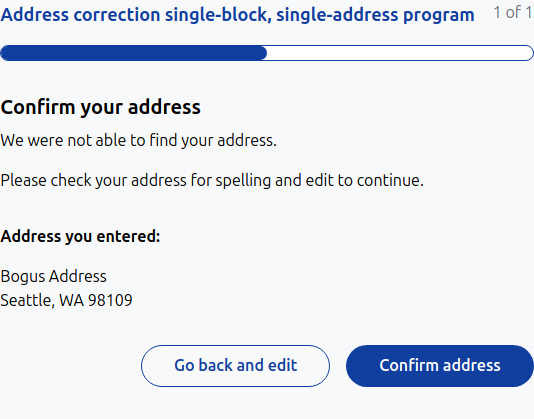 Address correction single-block, single-address program 1 of 1
Confirm your address
We were not able to find your address.
Please check your address for spelling and edit to continue.
Address you entered:
Bogus Address
Seattle, WA 98109
Go back and edit Confirm address